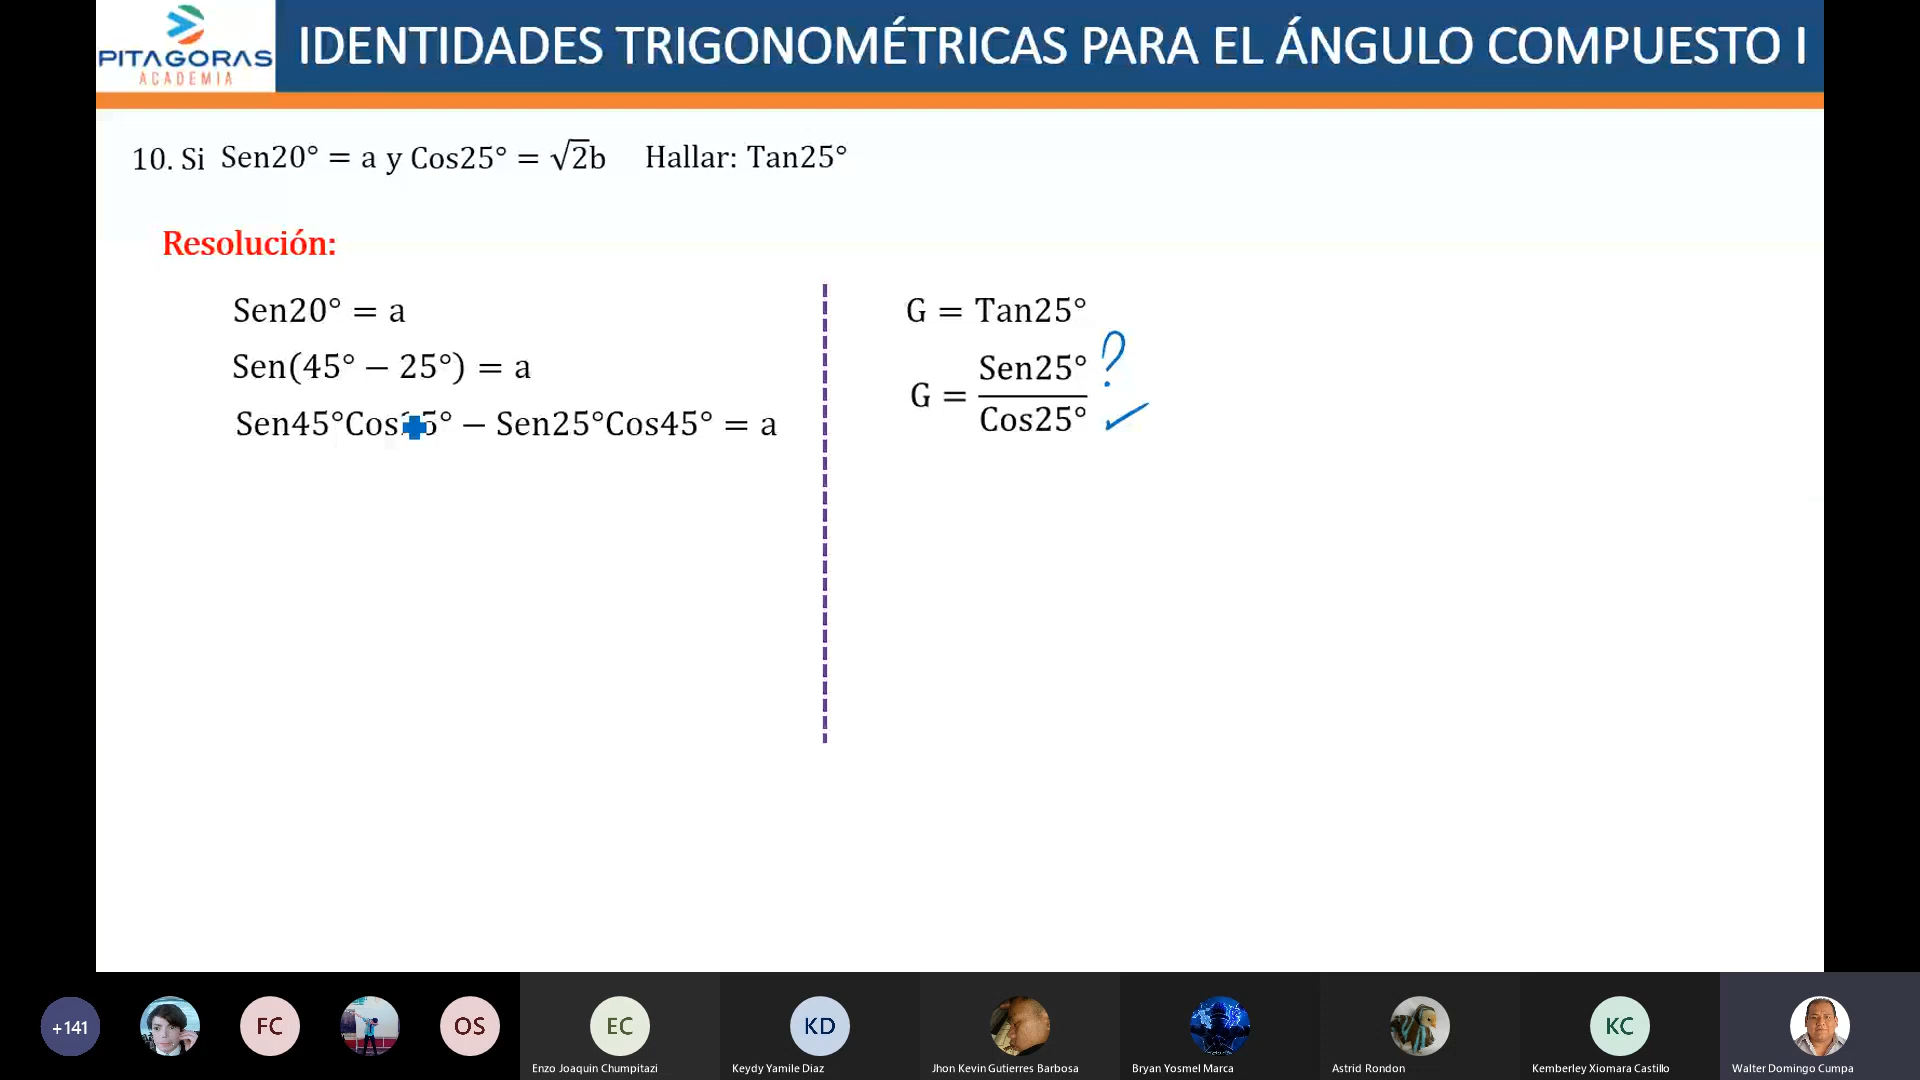 PITAGORAS
ACADEMIA
IDENTIDADES TRIGONOMÉTRICAS PARA EL ÁNGULO COMPUESTO I
10. Si Sen20° = a y Cos25° = √2b Hallar: Tan25°
Resolución:
Sen20° = a
Sen(45° − 25°) = a
Sen45°Cos25° − Sen25°Cos45° = a
G = Tan25°
G = Sen25° ?
Cos25° ✓
+141
FC
OS
EC
KD
KC
Enzo Joaquin Chumpitazi
Keydy Yamile Diaz
Jhon Kevin Gutierres Barbosa
Bryan Yosmel Marca
Astrid Rondon
Kemberley Xiomara Castillo
Walter Domingo Cumpa